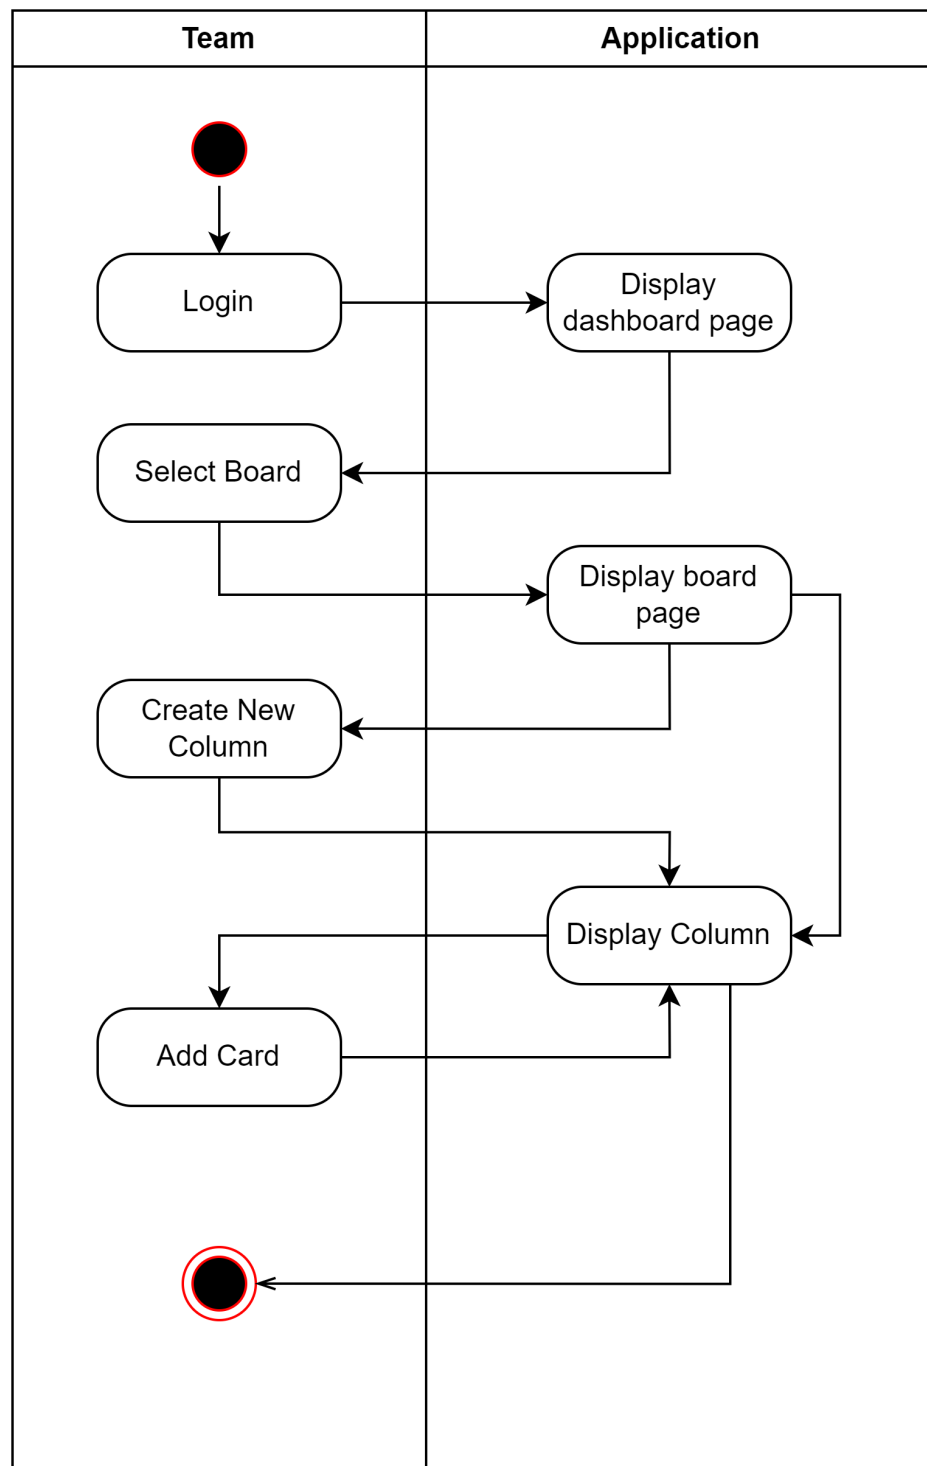 Team
Application
Login
Display
dashboard page
Select Board
Display board
page
Create New
Column
Display Column
Add Card